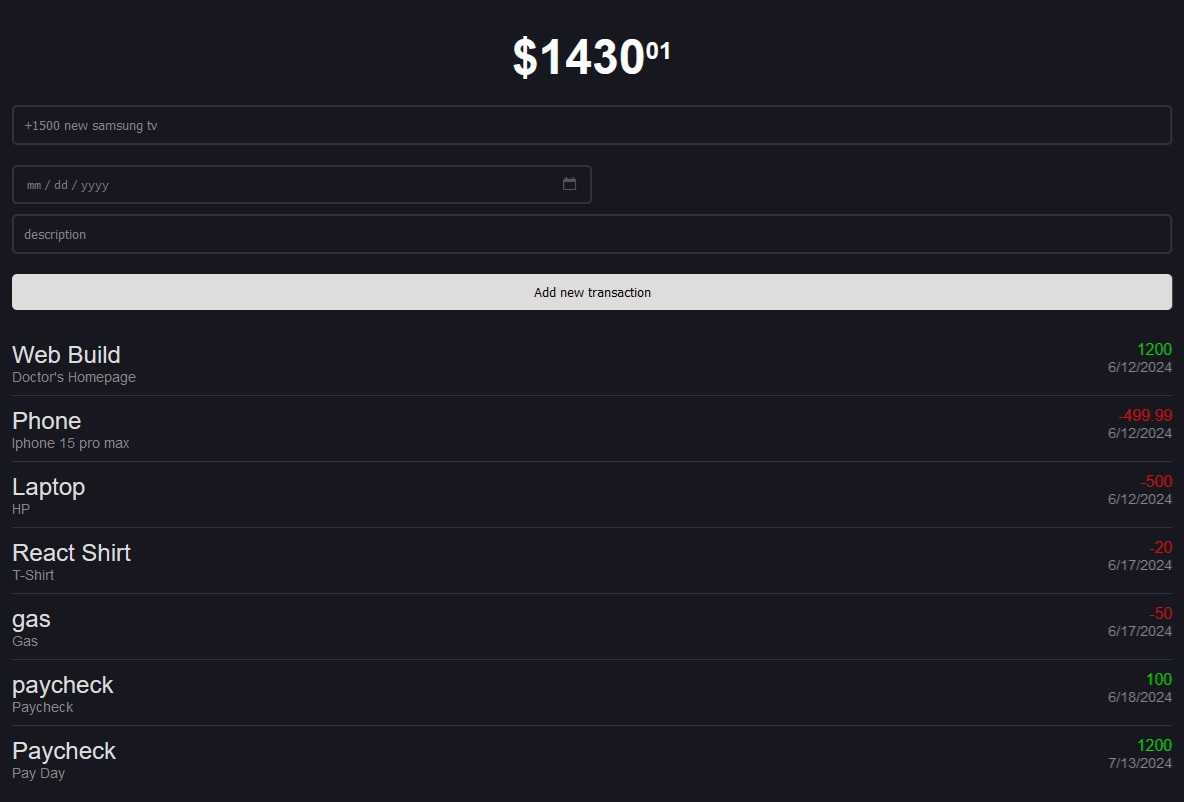 $143001
+1500 new samsung tv
mm / dd / yyyy
description
Add new transaction
Web Build 1200
Doctor's Homepage 6/12/2024
Phone -499.99
Iphone 15 pro max 6/12/2024
Laptop -500
HP 6/12/2024
React Shirt -20
T-Shirt 6/17/2024
gas -50
Gas 6/17/2024
paycheck 100
Paycheck 6/18/2024
Paycheck 1200
Pay Day 7/13/2024